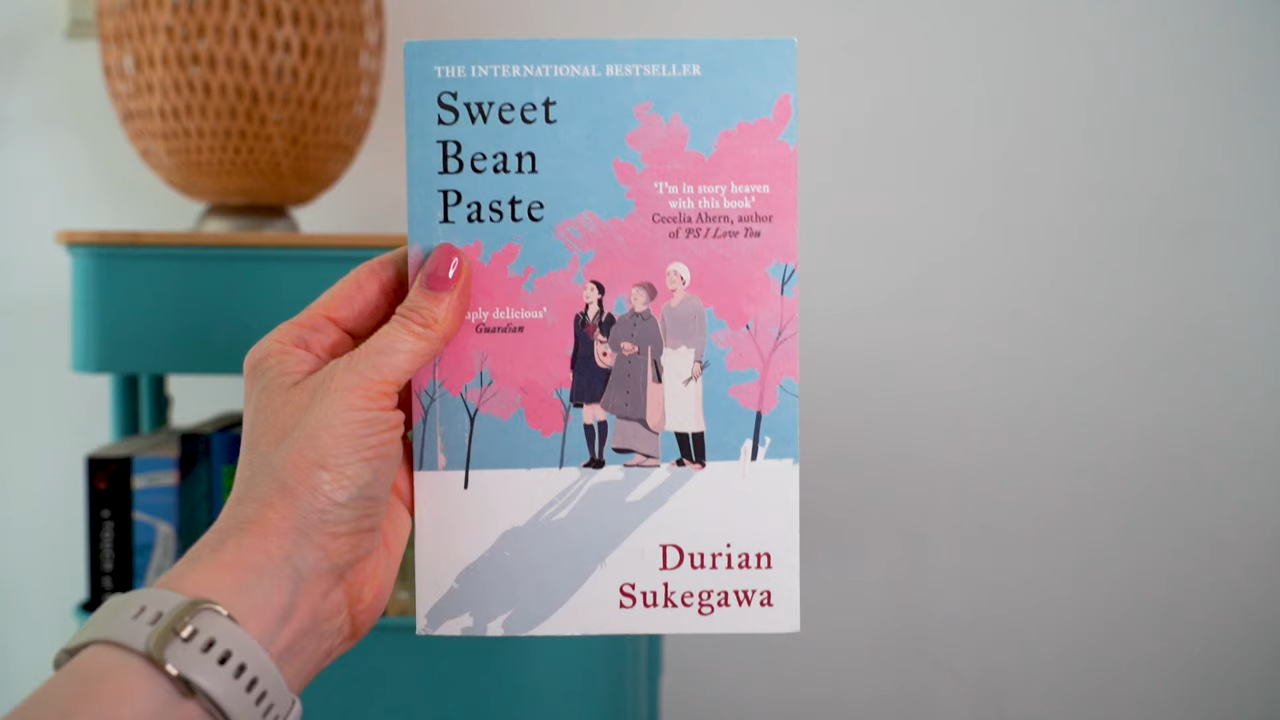 THE INTERNATIONAL BESTSELLER
Sweet
Bean
Paste
'I'm in story heaven
with this book'
Cecelia Ahern, author
of PS I Love You
delicious'
Guardian
Durian
Sukegawa